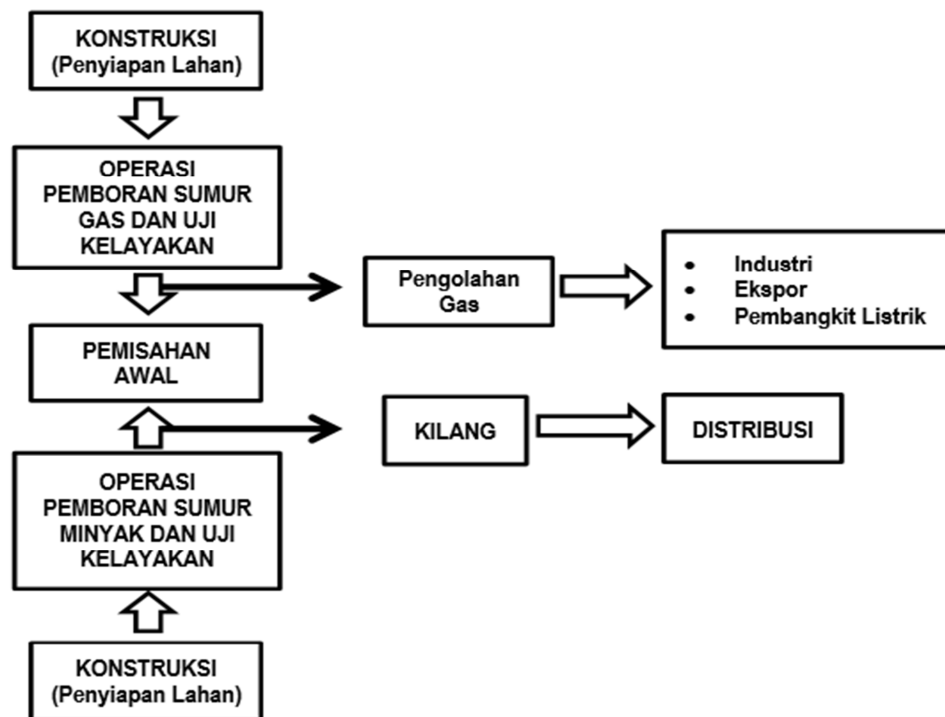 KONSTRUKSI
(Penyiapan Lahan)
OPERASI
PEMBORAN SUMUR
GAS DAN UJI
KELAYAKAN
Pengolahan
Gas
• Industri
• Ekspor
• Pembangkit Listrik
PEMISAHAN
AWAL
KILANG
DISTRIBUSI
OPERASI
PEMBORAN SUMUR
MINYAK DAN UJI
KELAYAKAN
KONSTRUKSI
(Penyiapan Lahan)